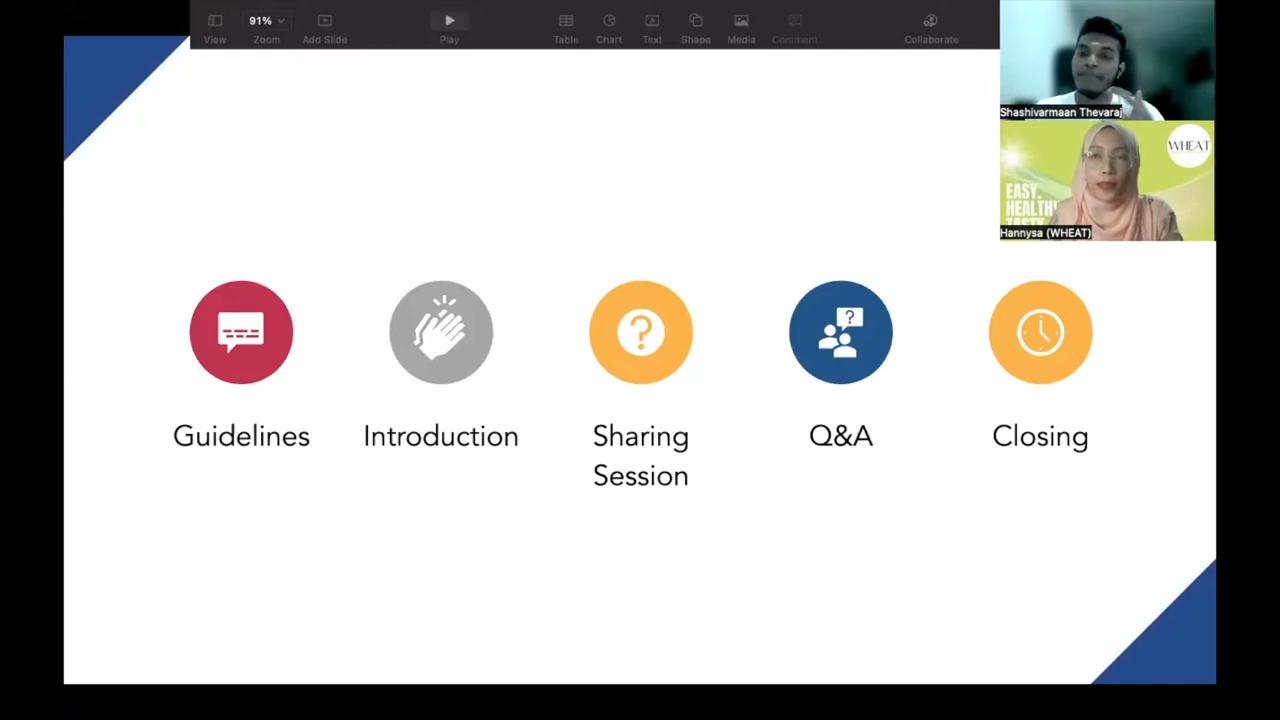 91%
View
Zoom
Add Slide
Play
Table
Chart
Text
Shape
Media
Comment
Collaborate
Shashivarmaan Thevaraj
WHEAT
EASY.
HEALTHY
TASTY
Hannysa (WHEAT)
?
Guidelines
Introduction
Sharing
Session
Q&A
Closing